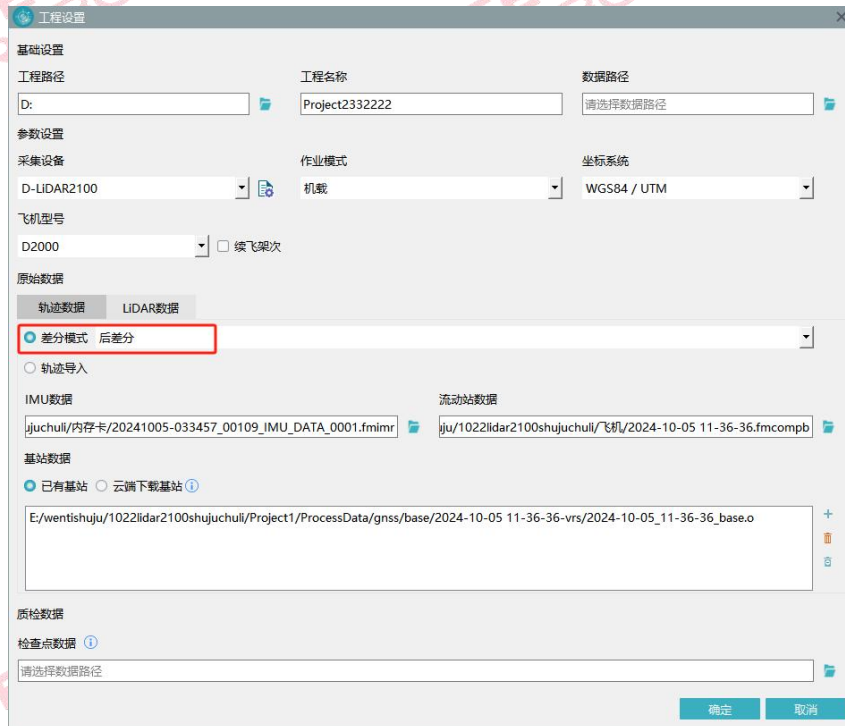 工程设置
基础设置
工程路径 工程名称 数据路径
D: Project2332222 请选择数据路径
参数设置
采集设备 作业模式 坐标系统
D-LiDAR2100 机载 WGS84 / UTM
飞机型号
D2000 续飞架次
原始数据
轨迹数据 LiDAR数据
差分模式 后差分
轨迹导入
IMU数据 流动站数据
ujuchuli/内存卡/20241005-033457_00109_IMU_DATA_0001.fmimr uju/1022lidar2100shujuchuli/飞机/2024-10-05 11-36-36.fmcompb
基站数据
已有基站 云端下载基站
E:/wentishuju/1022lidar2100shujuchuli/Project1/ProcessData/gnss/base/2024-10-05 11-36-36-vrs/2024-10-05_11-36-36_base.o
质检数据
检查点数据
请选择数据路径
确定 取消